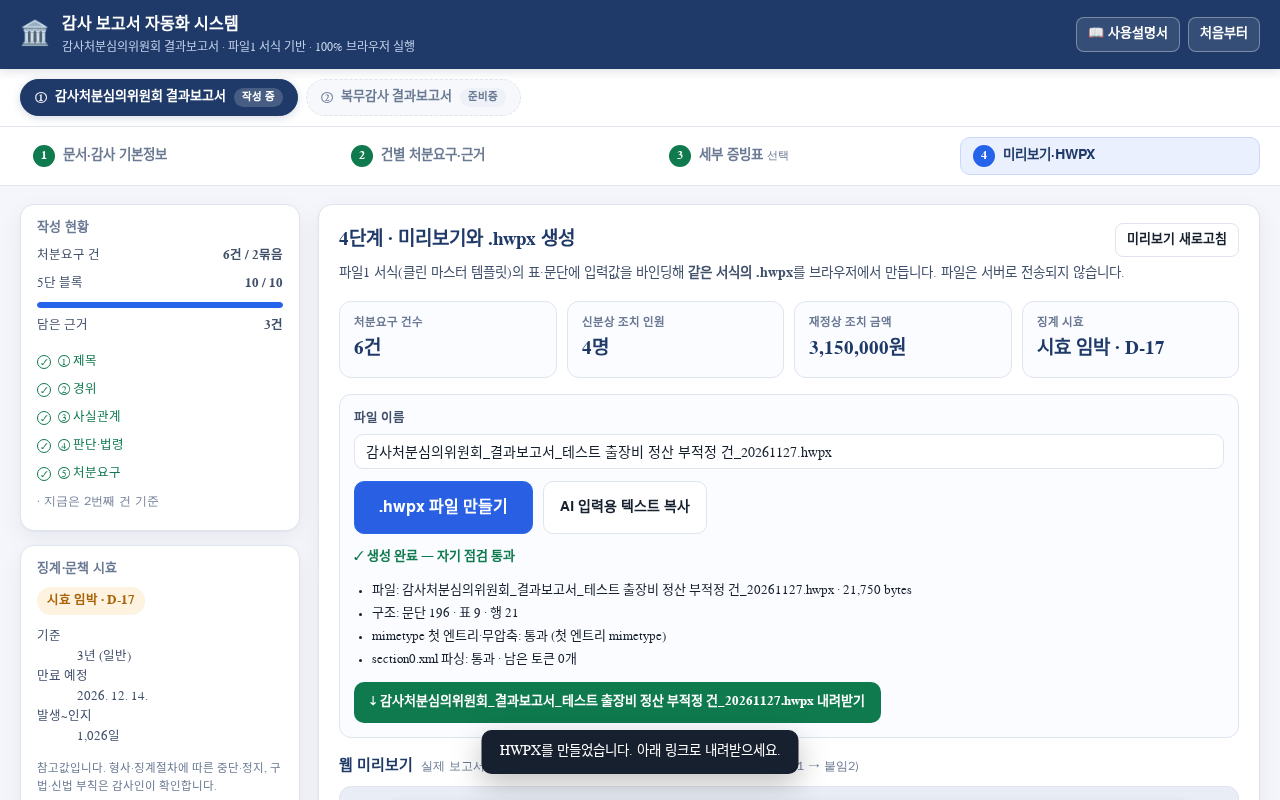 🏛️ 감사 보고서 자동화 시스템
감사처분심의위원회 결과보고서 · 파일1 서식 기반 · 100% 브라우저 실행
📖 사용설명서
처음부터
① 감사처분심의위원회 결과보고서 작성 중
② 복무감사 결과보고서 준비중
1 문서·감사 기본정보
2 건별 처분요구·근거
3 세부 증빙표 선택
4 미리보기·HWPX
작성 현황
처분요구 건 6건 / 2묶음
5단 블록 10 / 10
담은 근거 3건
✓ ① 제목
✓ ② 경위
✓ ③ 사실관계
✓ ④ 판단·법령
✓ ⑤ 처분요구
· 지금은 2번째 건 기준
징계·문책 시효
시효 임박 · D-17
기준
3년 (일반)
만료 예정
2026. 12. 14.
발생~인지
1,026일
참고값입니다. 형사·징계절차에 따른 중단·정지, 구
법·신법 부칙은 감사인이 확인합니다.
4단계 · 미리보기와 .hwpx 생성
미리보기 새로고침
파일1 서식(클린 마스터 템플릿)의 표·문단에 입력값을 바인딩해 같은 서식의 .hwpx를 브라우저에서 만듭니다. 파일은 서버로 전송되지 않습니다.
처분요구 건수
6건
신분상 조치 인원
4명
재정상 조치 금액
3,150,000원
징계 시효
시효 임박 · D-17
파일 이름
감사처분심의위원회_결과보고서_테스트 출장비 정산 부적정 건_20261127.hwpx
.hwpx 파일 만들기
AI 입력용 텍스트 복사
✓ 생성 완료 — 자기 점검 통과
• 파일: 감사처분심의위원회_결과보고서_테스트 출장비 정산 부적정 건_20261127.hwpx · 21,750 bytes
• 구조: 문단 196 · 표 9 · 행 21
• mimetype 첫 엔트리·무압축: 통과 (첫 엔트리 mimetype)
• section0.xml 파싱: 통과 · 남은 토큰 0개
↓ 감사처분심의위원회_결과보고서_테스트 출장비 정산 부적정 건_20261127.hwpx 내려받기
HWPX를 만들었습니다. 아래 링크로 내려받으세요.
웹 미리보기 실제 보고서 1 → 붙임2)